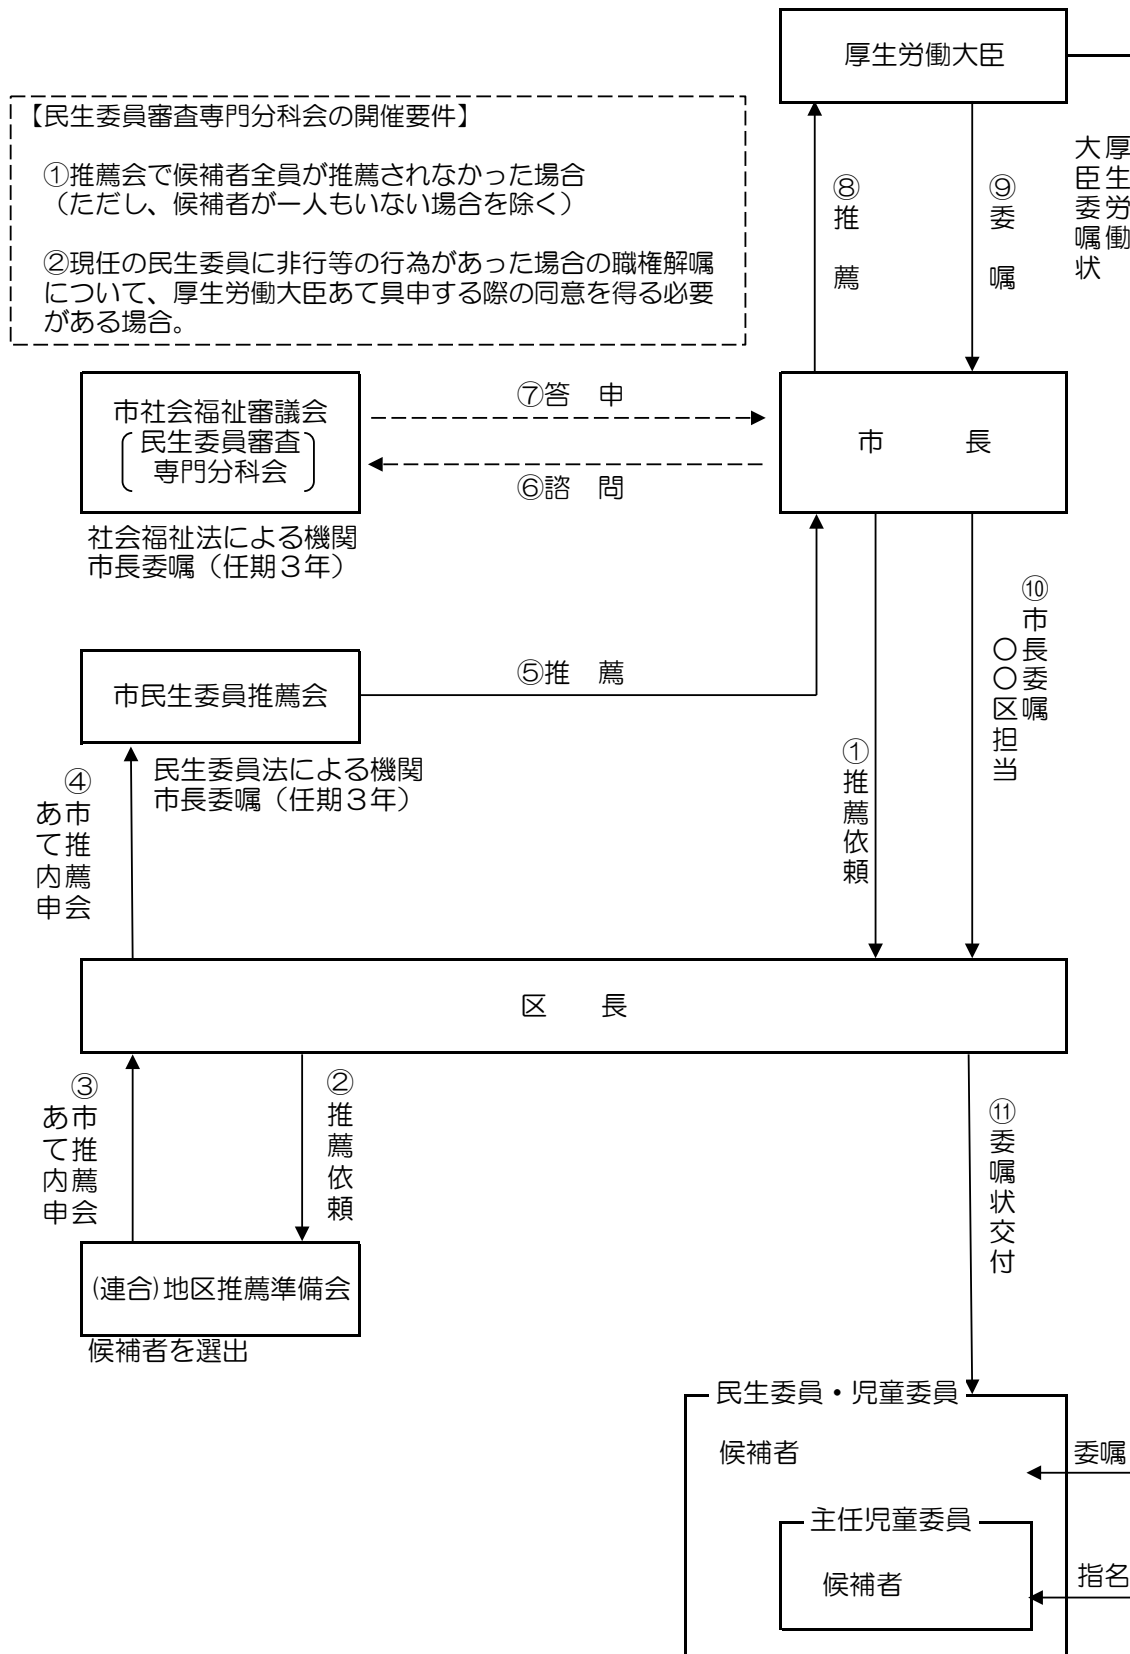 厚生労働大臣
【民生委員審査専門分科会の開催要件】
①推薦会で候補者全員が推薦されなかった場合
（ただし、候補者が一人もいない場合を除く）
②現任の民生委員に非行等の行為があった場合の職権解嘱
について、厚生労働大臣あて具申する際の同意を得る必要
がある場合。
⑧推　薦
⑨委　嘱
厚生労働
大臣委嘱状
市社会福祉審議会
民生委員審査
専門分科会
⑦答　申
⑥諮　問
市　　　長
社会福祉法による機関
市長委嘱（任期３年）
⑩市長委嘱
〇〇区担当
市民生委員推薦会
⑤推　薦
民生委員法による機関
市長委嘱（任期３年）
①推薦依頼
④市推薦会
あて内申
区　　長
③市推薦会
あて内申
②推薦依頼
⑪委嘱状交付
(連合)地区推薦準備会
候補者を選出
民生委員・児童委員
候補者
委嘱
主任児童委員
候補者
指名